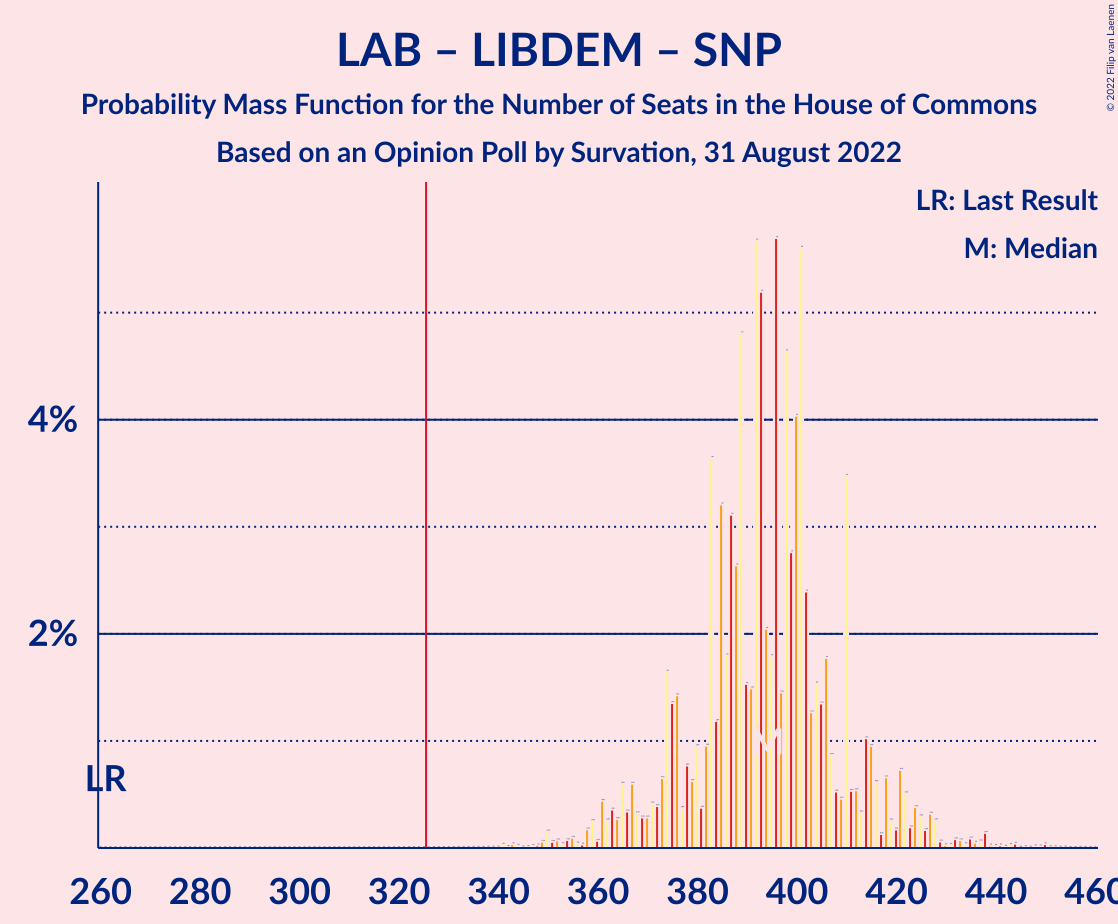 LAB – LIBDEM – SNP
Probability Mass Function for the Number of Seats in the House of Commons
Based on an Opinion Poll by Survation, 31 August 2022
© 2022 Filip van Laenen
LR: Last Result
M: Median
4%
2%
M
LR
260 280 300 320 340 360 380 400 420 440 460